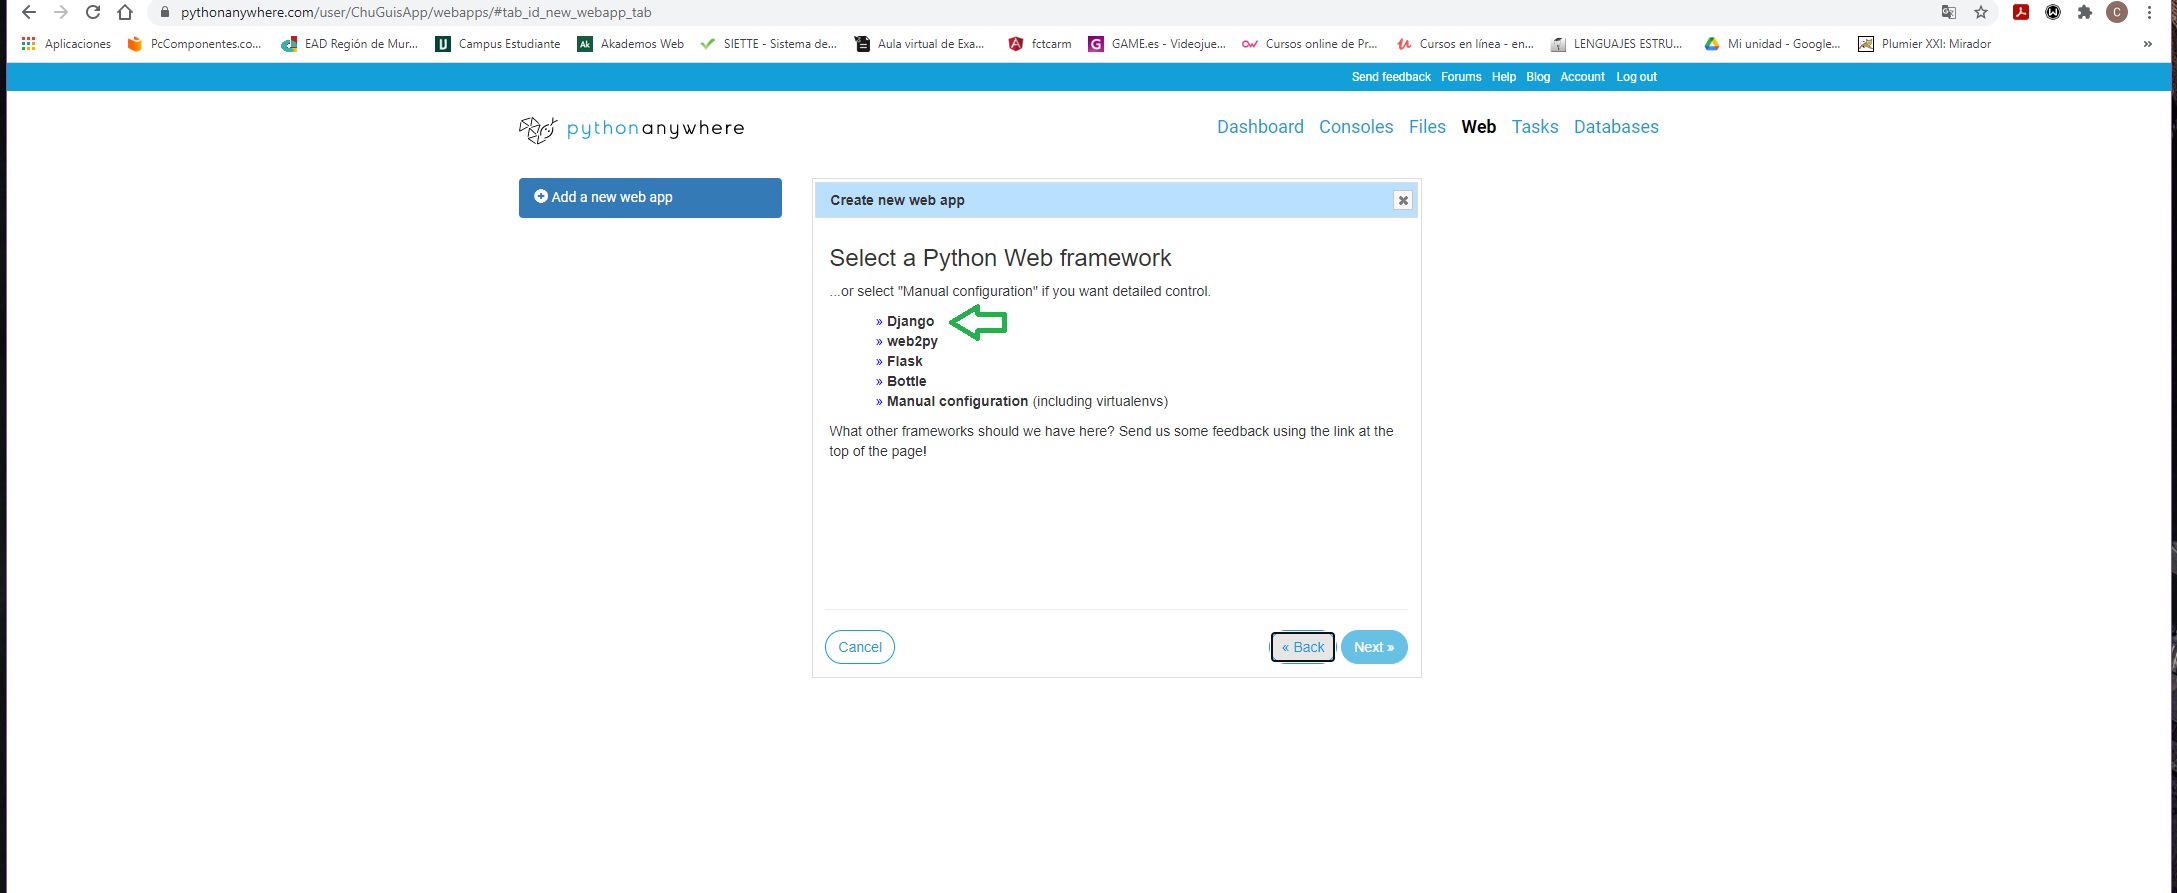 pythonanywhere.com/user/ChuGuisApp/webapps/#tab_id_new_webapp_tab
C
Aplicaciones PcComponentes.co... EAD Región de Mur... U Campus Estudiante Ak Akademos Web SIETTE - Sistema de... Aula virtual de Exa... A fctcarm G GAME.es - Videojue... Cursos online de Pr... Cursos en línea - en... LENGUAJES ESTRU... Mi unidad - Google... Plumier XXI: Mirador »
Send feedback Forums Help Blog Account Log out
pythonanywhere
Dashboard Consoles Files Web Tasks Databases
Add a new web app
Create new web app
Select a Python Web framework
...or select "Manual configuration" if you want detailed control.
» Django
» web2py
» Flask
» Bottle
» Manual configuration (including virtualenvs)
What other frameworks should we have here? Send us some feedback using the link at the
top of the page!
Cancel « Back Next »